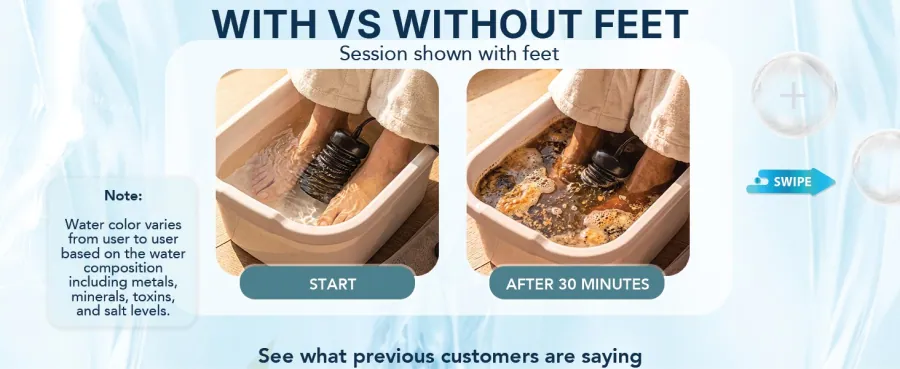 WITH VS WITHOUT FEET
Session shown with feet
Note:
Water color varies
from user to user
based on the water
composition
including metals,
minerals, toxins,
and salt levels.
START
AFTER 30 MINUTES
SWIPE
See what previous customers are saying